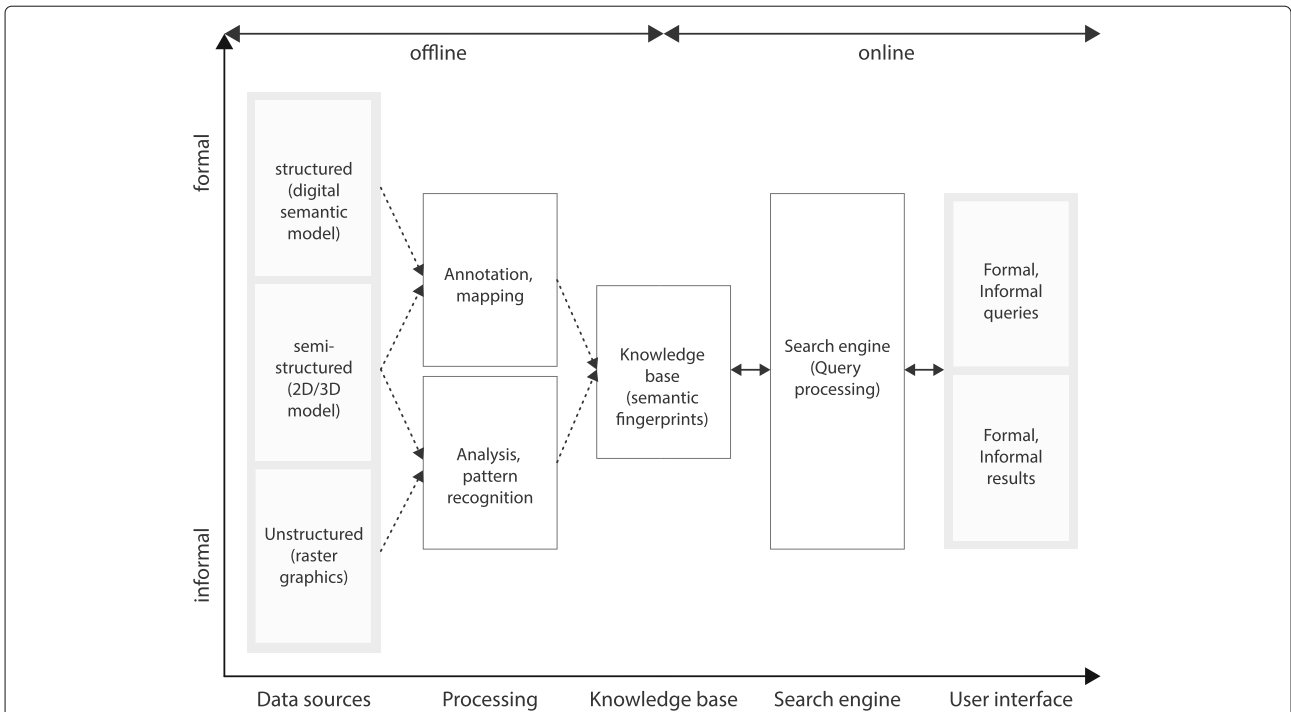 offline
online
formal
informal
structured
(digital
semantic
model)
semi-
structured
(2D/3D
model)
Unstructured
(raster
graphics)
Annotation,
mapping
Analysis,
pattern
recognition
Knowledge
base
(semantic
fingerprints)
Search engine
(Query
processing)
Formal,
Informal
queries
Formal,
Informal
results
Data sources
Processing
Knowledge base
Search engine
User interface